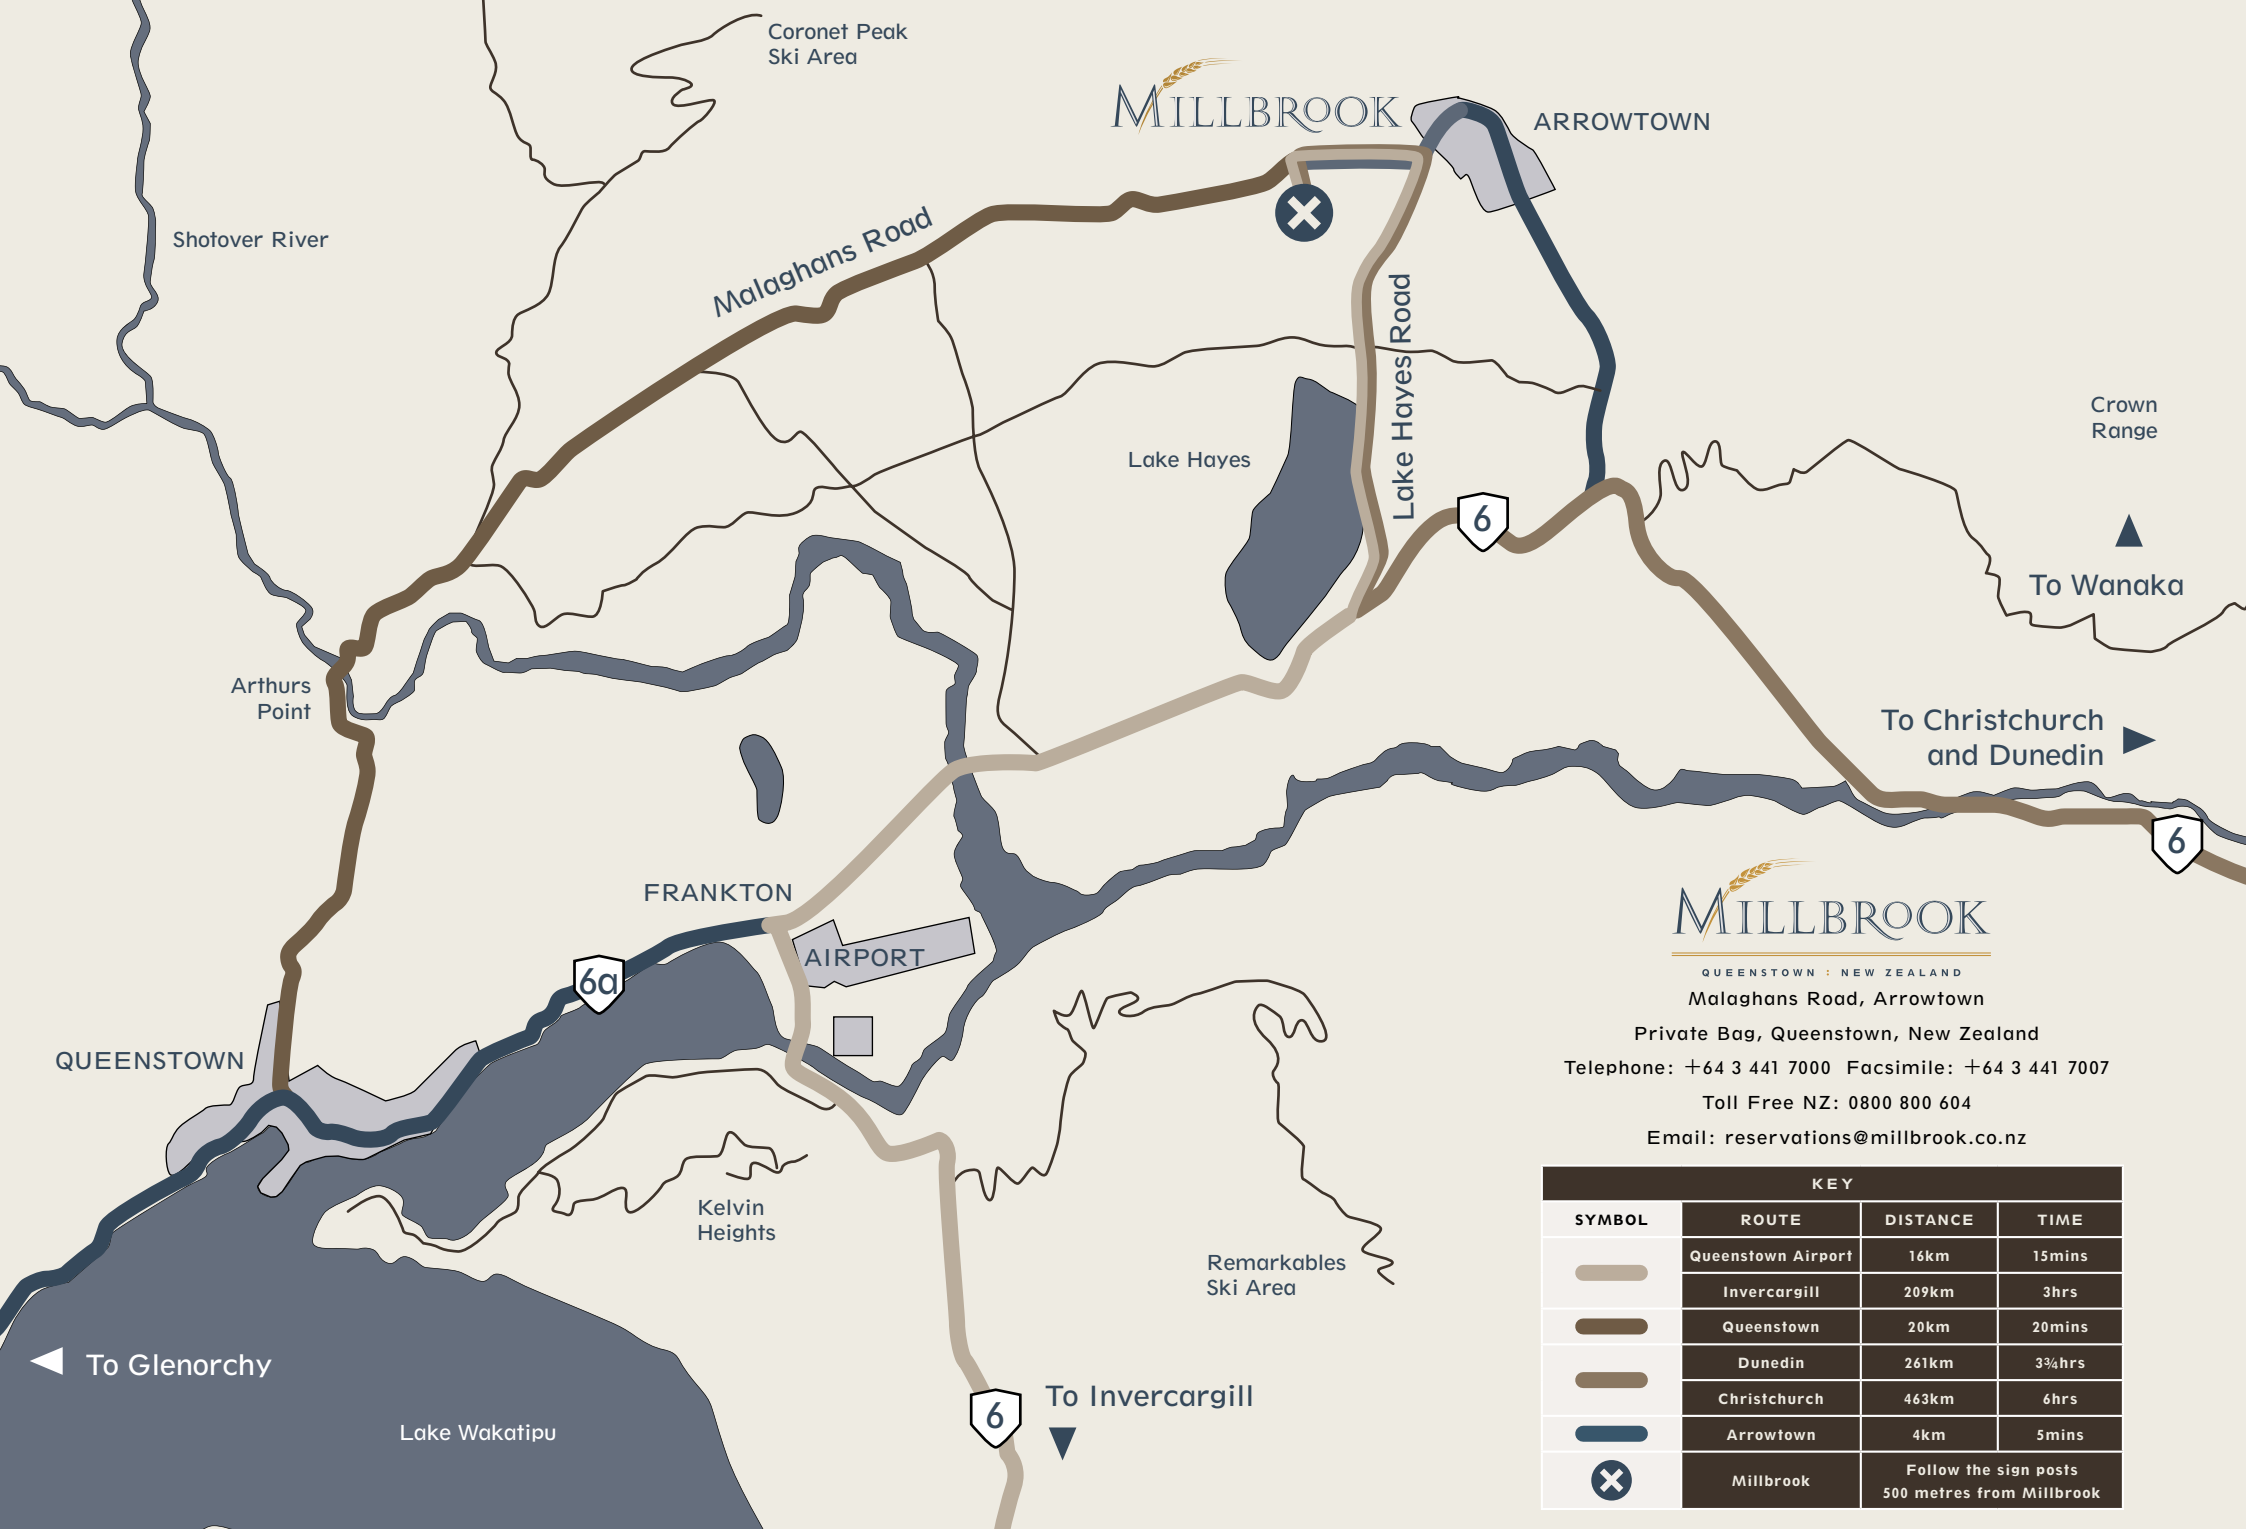 Coronet Peak
Ski Area
MILLBROOK
ARROWTOWN
Shotover River
Malaghans Road
Lake Hayes Road
Crown
Range
Lake Hayes
6
To Wanaka
Arthurs
Point
To Christchurch
and Dunedin
6
FRANKTON
AIRPORT
6a
QUEENSTOWN
MILLBROOK
QUEENSTOWN : NEW ZEALAND
Malaghans Road, Arrowtown
Private Bag, Queenstown, New Zealand
Telephone: +64 3 441 7000 Facsimile: +64 3 441 7007
Toll Free NZ: 0800 800 604
Email: reservations@millbrook.co.nz
Kelvin
Heights
Remarkables
Ski Area
To Glenorchy
Lake Wakatipu
6
To Invercargill
KEY
SYMBOL ROUTE DISTANCE TIME
Queenstown Airport 16km 15mins
Invercargill 209km 3hrs
Queenstown 20km 20mins
Dunedin 261km 3¾hrs
Christchurch 463km 6hrs
Arrowtown 4km 5mins
Millbrook Follow the sign posts
500 metres from Millbrook